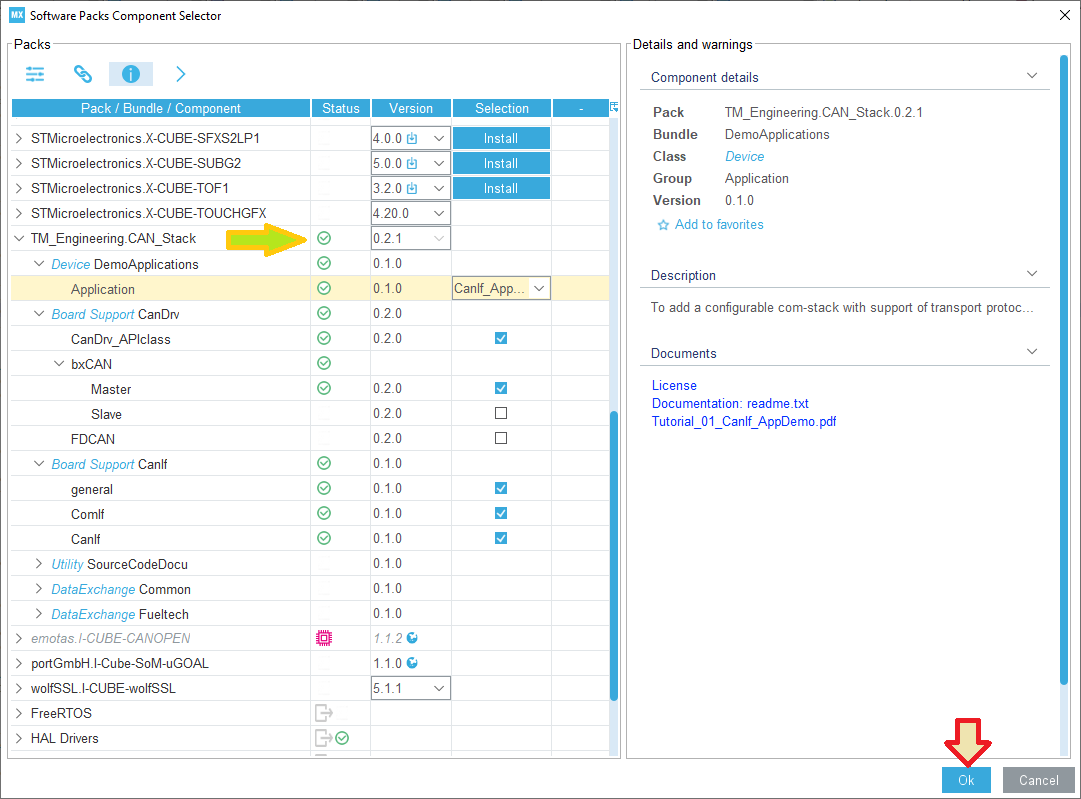 MX Software Packs Component Selector
Packs
Pack / Bundle / Component Status Version Selection -
STMicroelectronics.X-CUBE-SFXS2LP1 4.0.0 Install
STMicroelectronics.X-CUBE-SUBG2 5.0.0 Install
STMicroelectronics.X-CUBE-TOF1 3.2.0 Install
STMicroelectronics.X-CUBE-TOUCHGFX 4.20.0
TM_Engineering.CAN_Stack 0.2.1
Device DemoApplications 0.1.0
Application 0.1.0 CanIf_App...
Board Support CanDrv 0.2.0
CanDrv_APIclass 0.2.0
bxCAN
Master 0.2.0
Slave 0.2.0
FDCAN 0.2.0
Board Support CanIf 0.1.0
general 0.1.0
ComIf 0.1.0
CanIf 0.1.0
Utility SourceCodeDocu 0.1.0
DataExchange Common 0.1.0
DataExchange Fueltech 0.1.0
emotas.I-CUBE-CANOPEN 1.1.2
portGmbH.I-Cube-SoM-uGOAL 1.1.0
wolfSSL.I-CUBE-wolfSSL 5.1.1
FreeRTOS
HAL Drivers
Details and warnings
Component details
Pack TM_Engineering.CAN_Stack.0.2.1
Bundle DemoApplications
Class Device
Group Application
Version 0.1.0
Add to favorites
Description
To add a configurable com-stack with support of transport protoc...
Documents
License
Documentation: readme.txt
Tutorial_01_CanIf_AppDemo.pdf
Ok Cancel